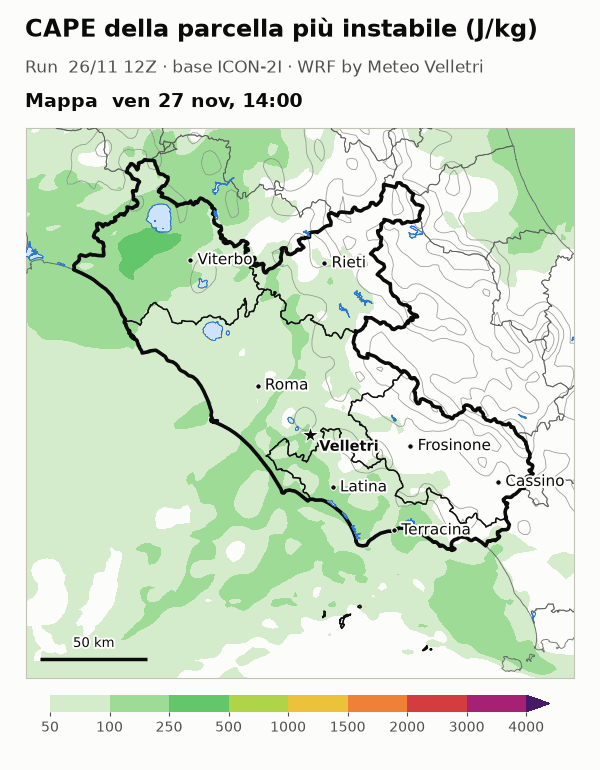 CAPE della parcella più instabile (J/kg)
Run  26/11 12Z · base ICON-2I · WRF by Meteo Velletri
Mappa  ven 27 nov, 14:00
Viterbo
Rieti
Roma
Velletri
Frosinone
Latina
Cassino
Terracina
50 km
50 100 250 500 1000 1500 2000 3000 4000